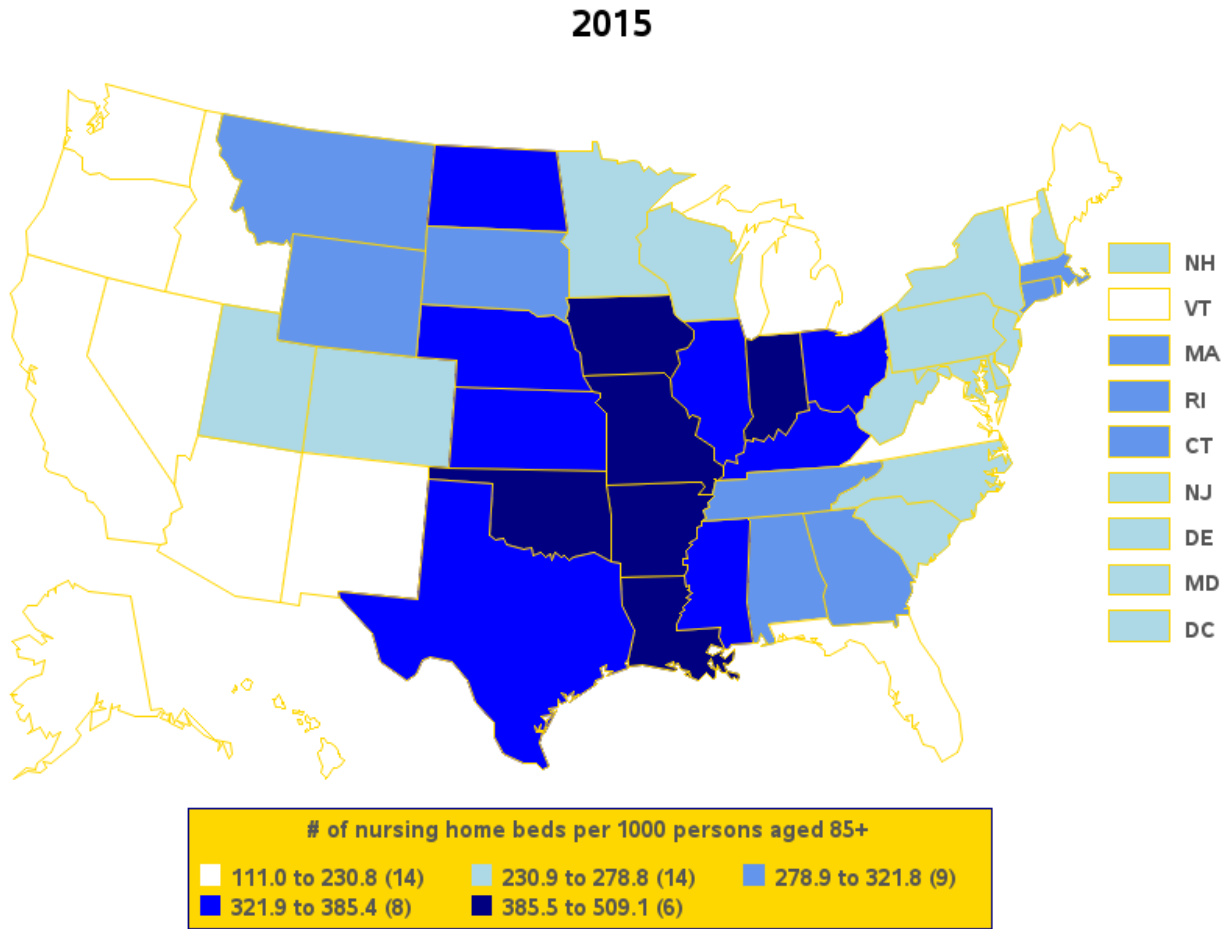 2015
NH
VT
MA
RI
CT
NJ
DE
MD
DC
# of nursing home beds per 1000 persons aged 85+
111.0 to 230.8 (14) 230.9 to 278.8 (14) 278.9 to 321.8 (9)
321.9 to 385.4 (8) 385.5 to 509.1 (6)